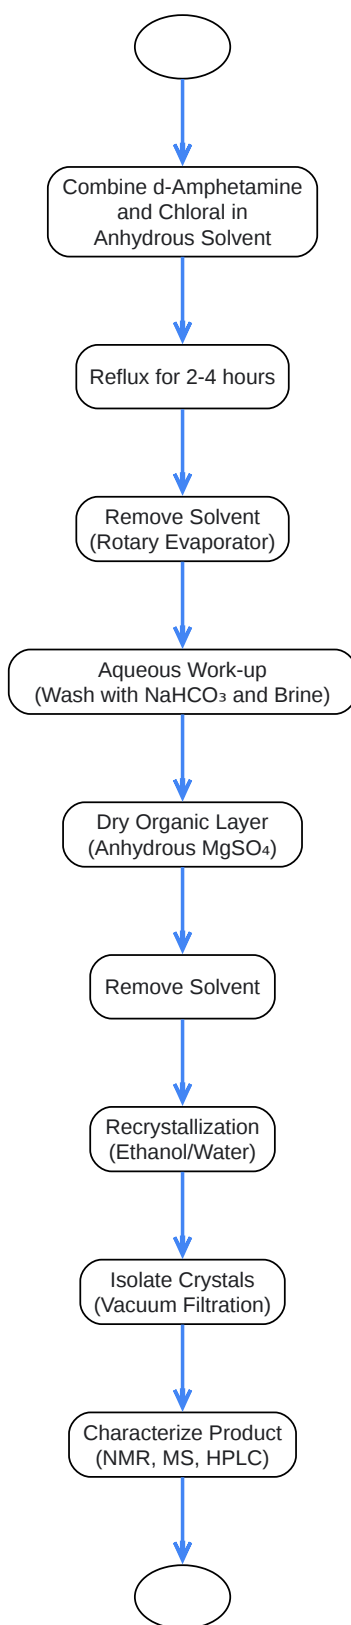 Combine d-Amphetamine
and Chloral in
Anhydrous Solvent
Reflux for 2-4 hours
Remove Solvent
(Rotary Evaporator)
Aqueous Work-up
(Wash with NaHCO₃ and Brine)
Dry Organic Layer
(Anhydrous MgSO₄)
Remove Solvent
Recrystallization
(Ethanol/Water)
Isolate Crystals
(Vacuum Filtration)
Characterize Product
(NMR, MS, HPLC)